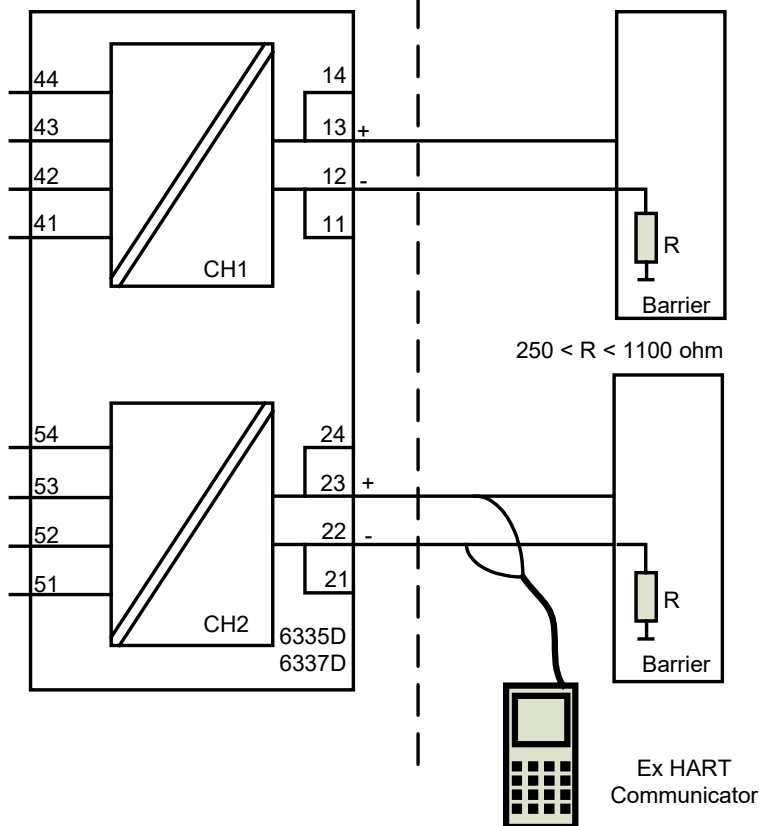 44
43
42
41
14
13 +
12 -
11
CH1
R
Barrier
250 < R < 1100 ohm
54
53
52
51
24
23 +
22 -
21
CH2
6335D
6337D
R
Barrier
Ex HART
Communicator